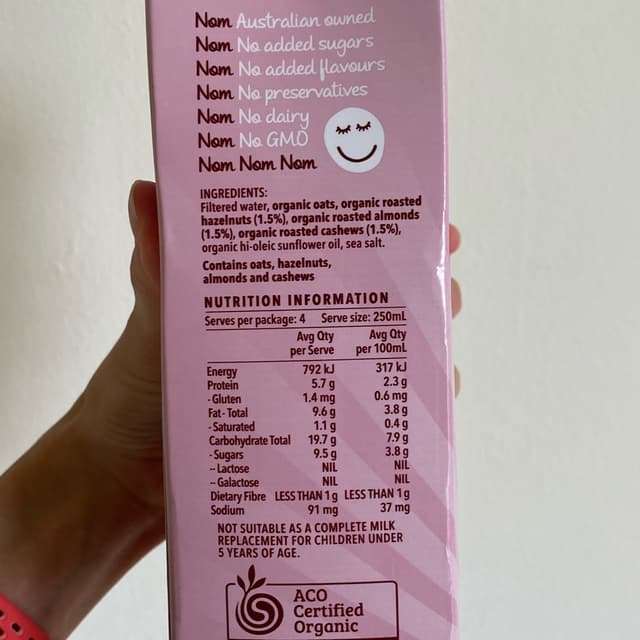 Nom Australian owned
Nom No added sugars
Nom No added flavours
Nom No preservatives
Nom No dairy
Nom No GMO
Nom Nom Nom
INGREDIENTS:
Filtered water, organic oats, organic roasted
hazelnuts (1.5%), organic roasted almonds
(1.5%), organic roasted cashews (1.5%),
organic hi-oleic sunflower oil, sea salt.
Contains oats, hazelnuts,
almonds and cashews
NUTRITION INFORMATION
Serves per package: 4 Serve size: 250mL
Avg Qty Avg Qty
per Serve per 100mL
Energy 792 kJ 317 kJ
Protein 5.7 g 2.3 g
- Gluten 1.4 mg 0.6 mg
Fat - Total 9.6 g 3.8 g
- Saturated 1.1 g 0.4 g
Carbohydrate Total 19.7 g 7.9 g
- Sugars 9.5 g 3.8 g
-- Lactose NIL NIL
-- Galactose NIL NIL
Dietary Fibre LESS THAN 1 g LESS THAN 1 g
Sodium 91 mg 37 mg
NOT SUITABLE AS A COMPLETE MILK
REPLACEMENT FOR CHILDREN UNDER
5 YEARS OF AGE.
ACO
Certified
Organic